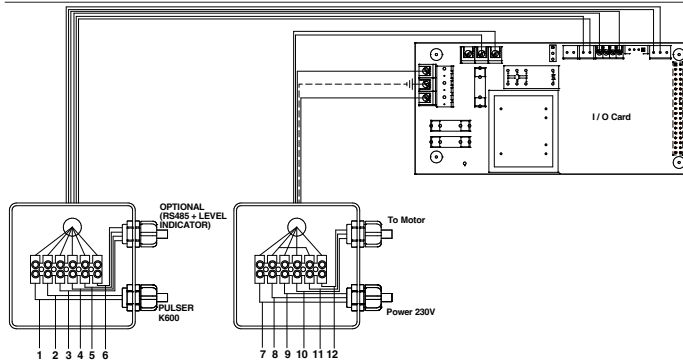 I / O Card
OPTIONAL
(RS485 + LEVEL
INDICATOR)
To Motor
PULSER
K600
Power 230V
1 2 3 4 5 6
7 8 9 10 11 12